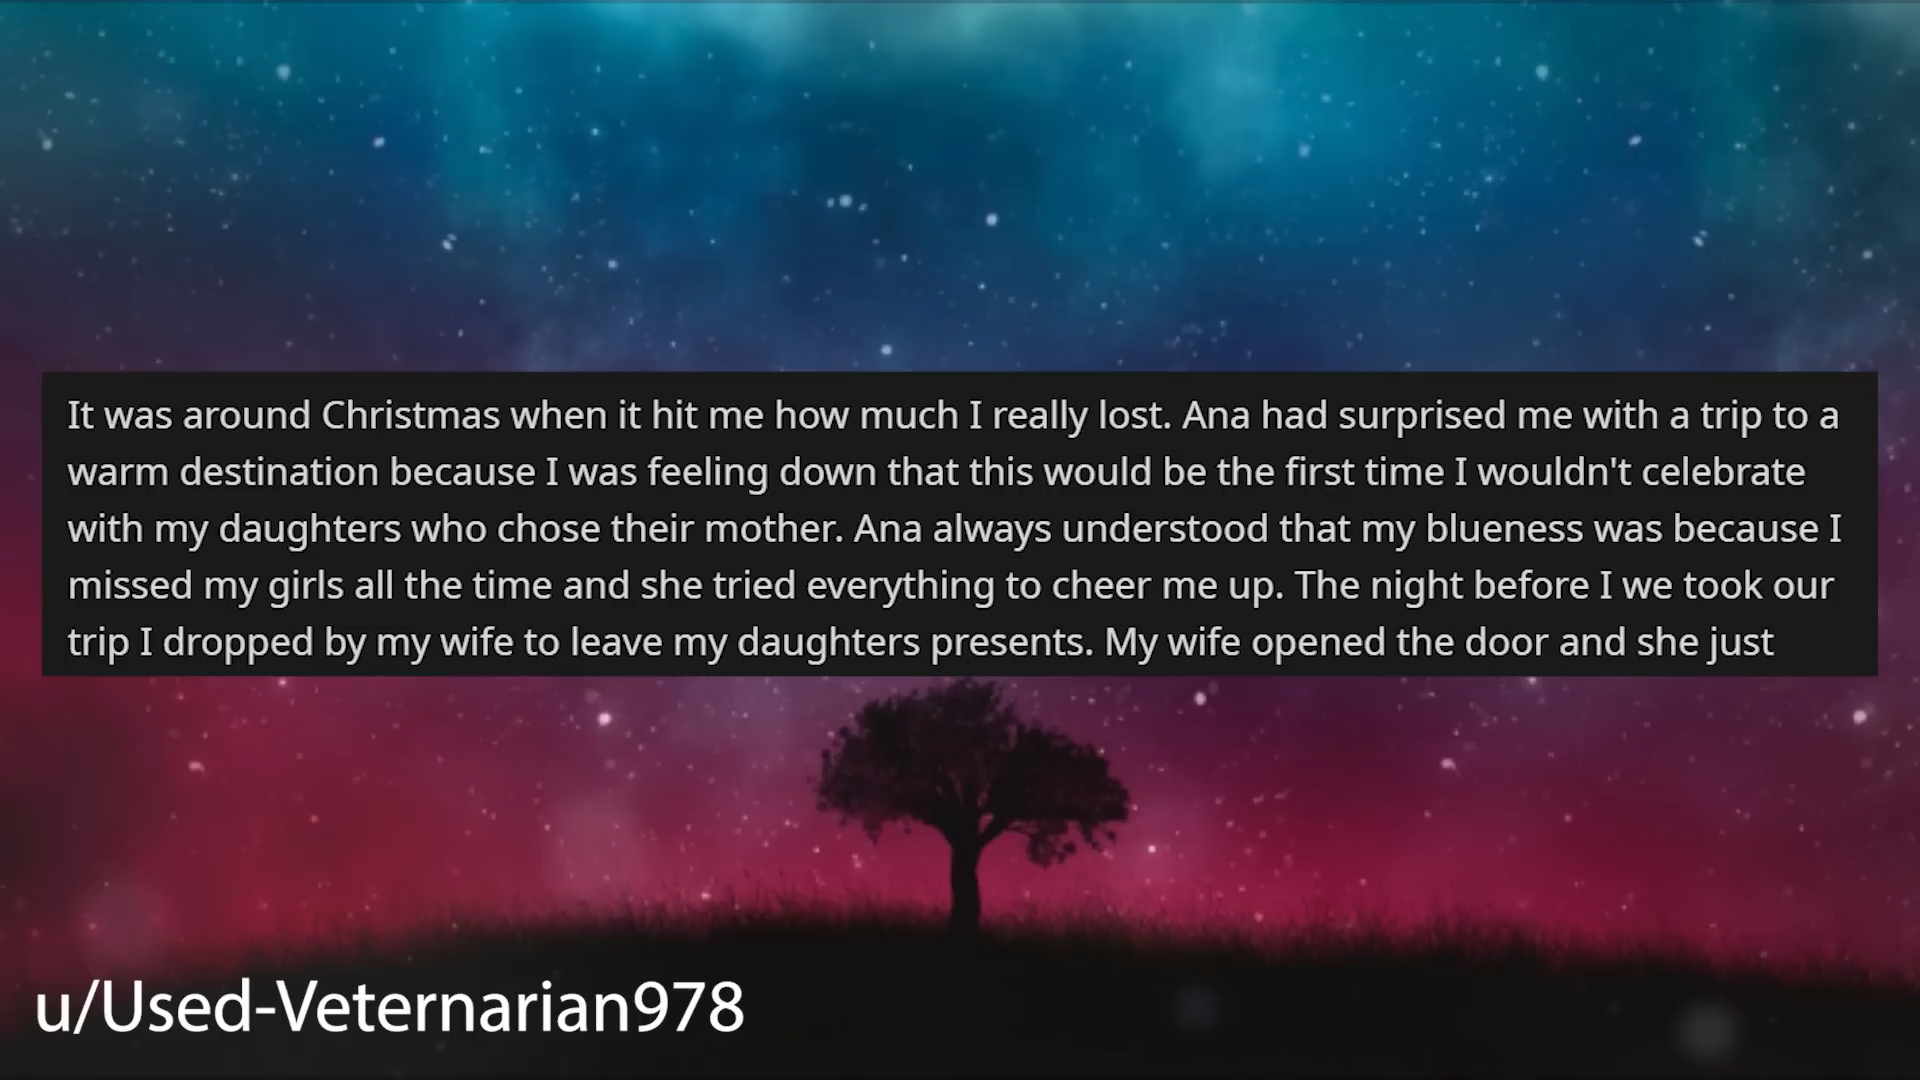 It was around Christmas when it hit me how much I really lost. Ana had surprised me with a trip to a
warm destination because I was feeling down that this would be the first time I wouldn't celebrate
with my daughters who chose their mother. Ana always understood that my blueness was because I
missed my girls all the time and she tried everything to cheer me up. The night before I we took our
trip I dropped by my wife to leave my daughters presents. My wife opened the door and she just
u/Used-Veternarian978